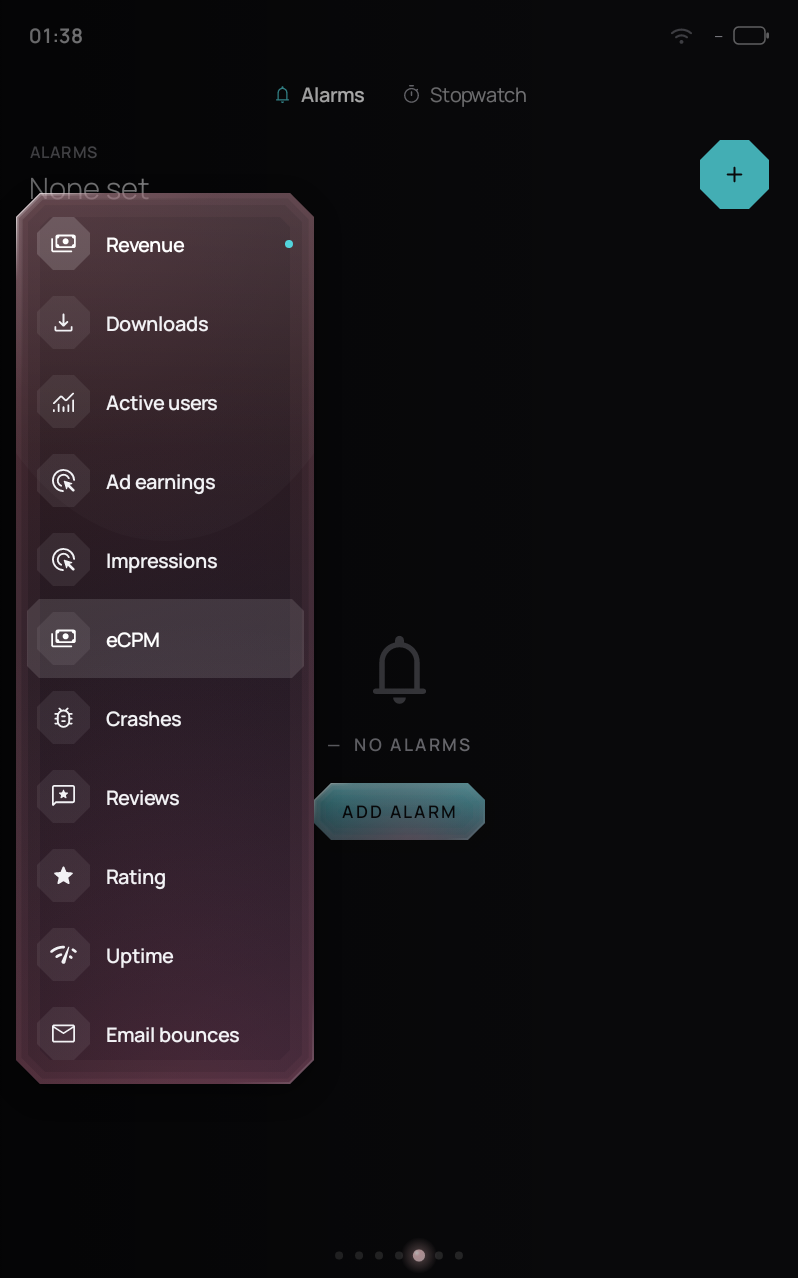 01:38
Alarms
Stopwatch
ALARMS
None set
Revenue
Downloads
Active users
Ad earnings
Impressions
eCPM
Crashes
Reviews
Rating
Uptime
Email bounces
— NO ALARMS
ADD ALARM